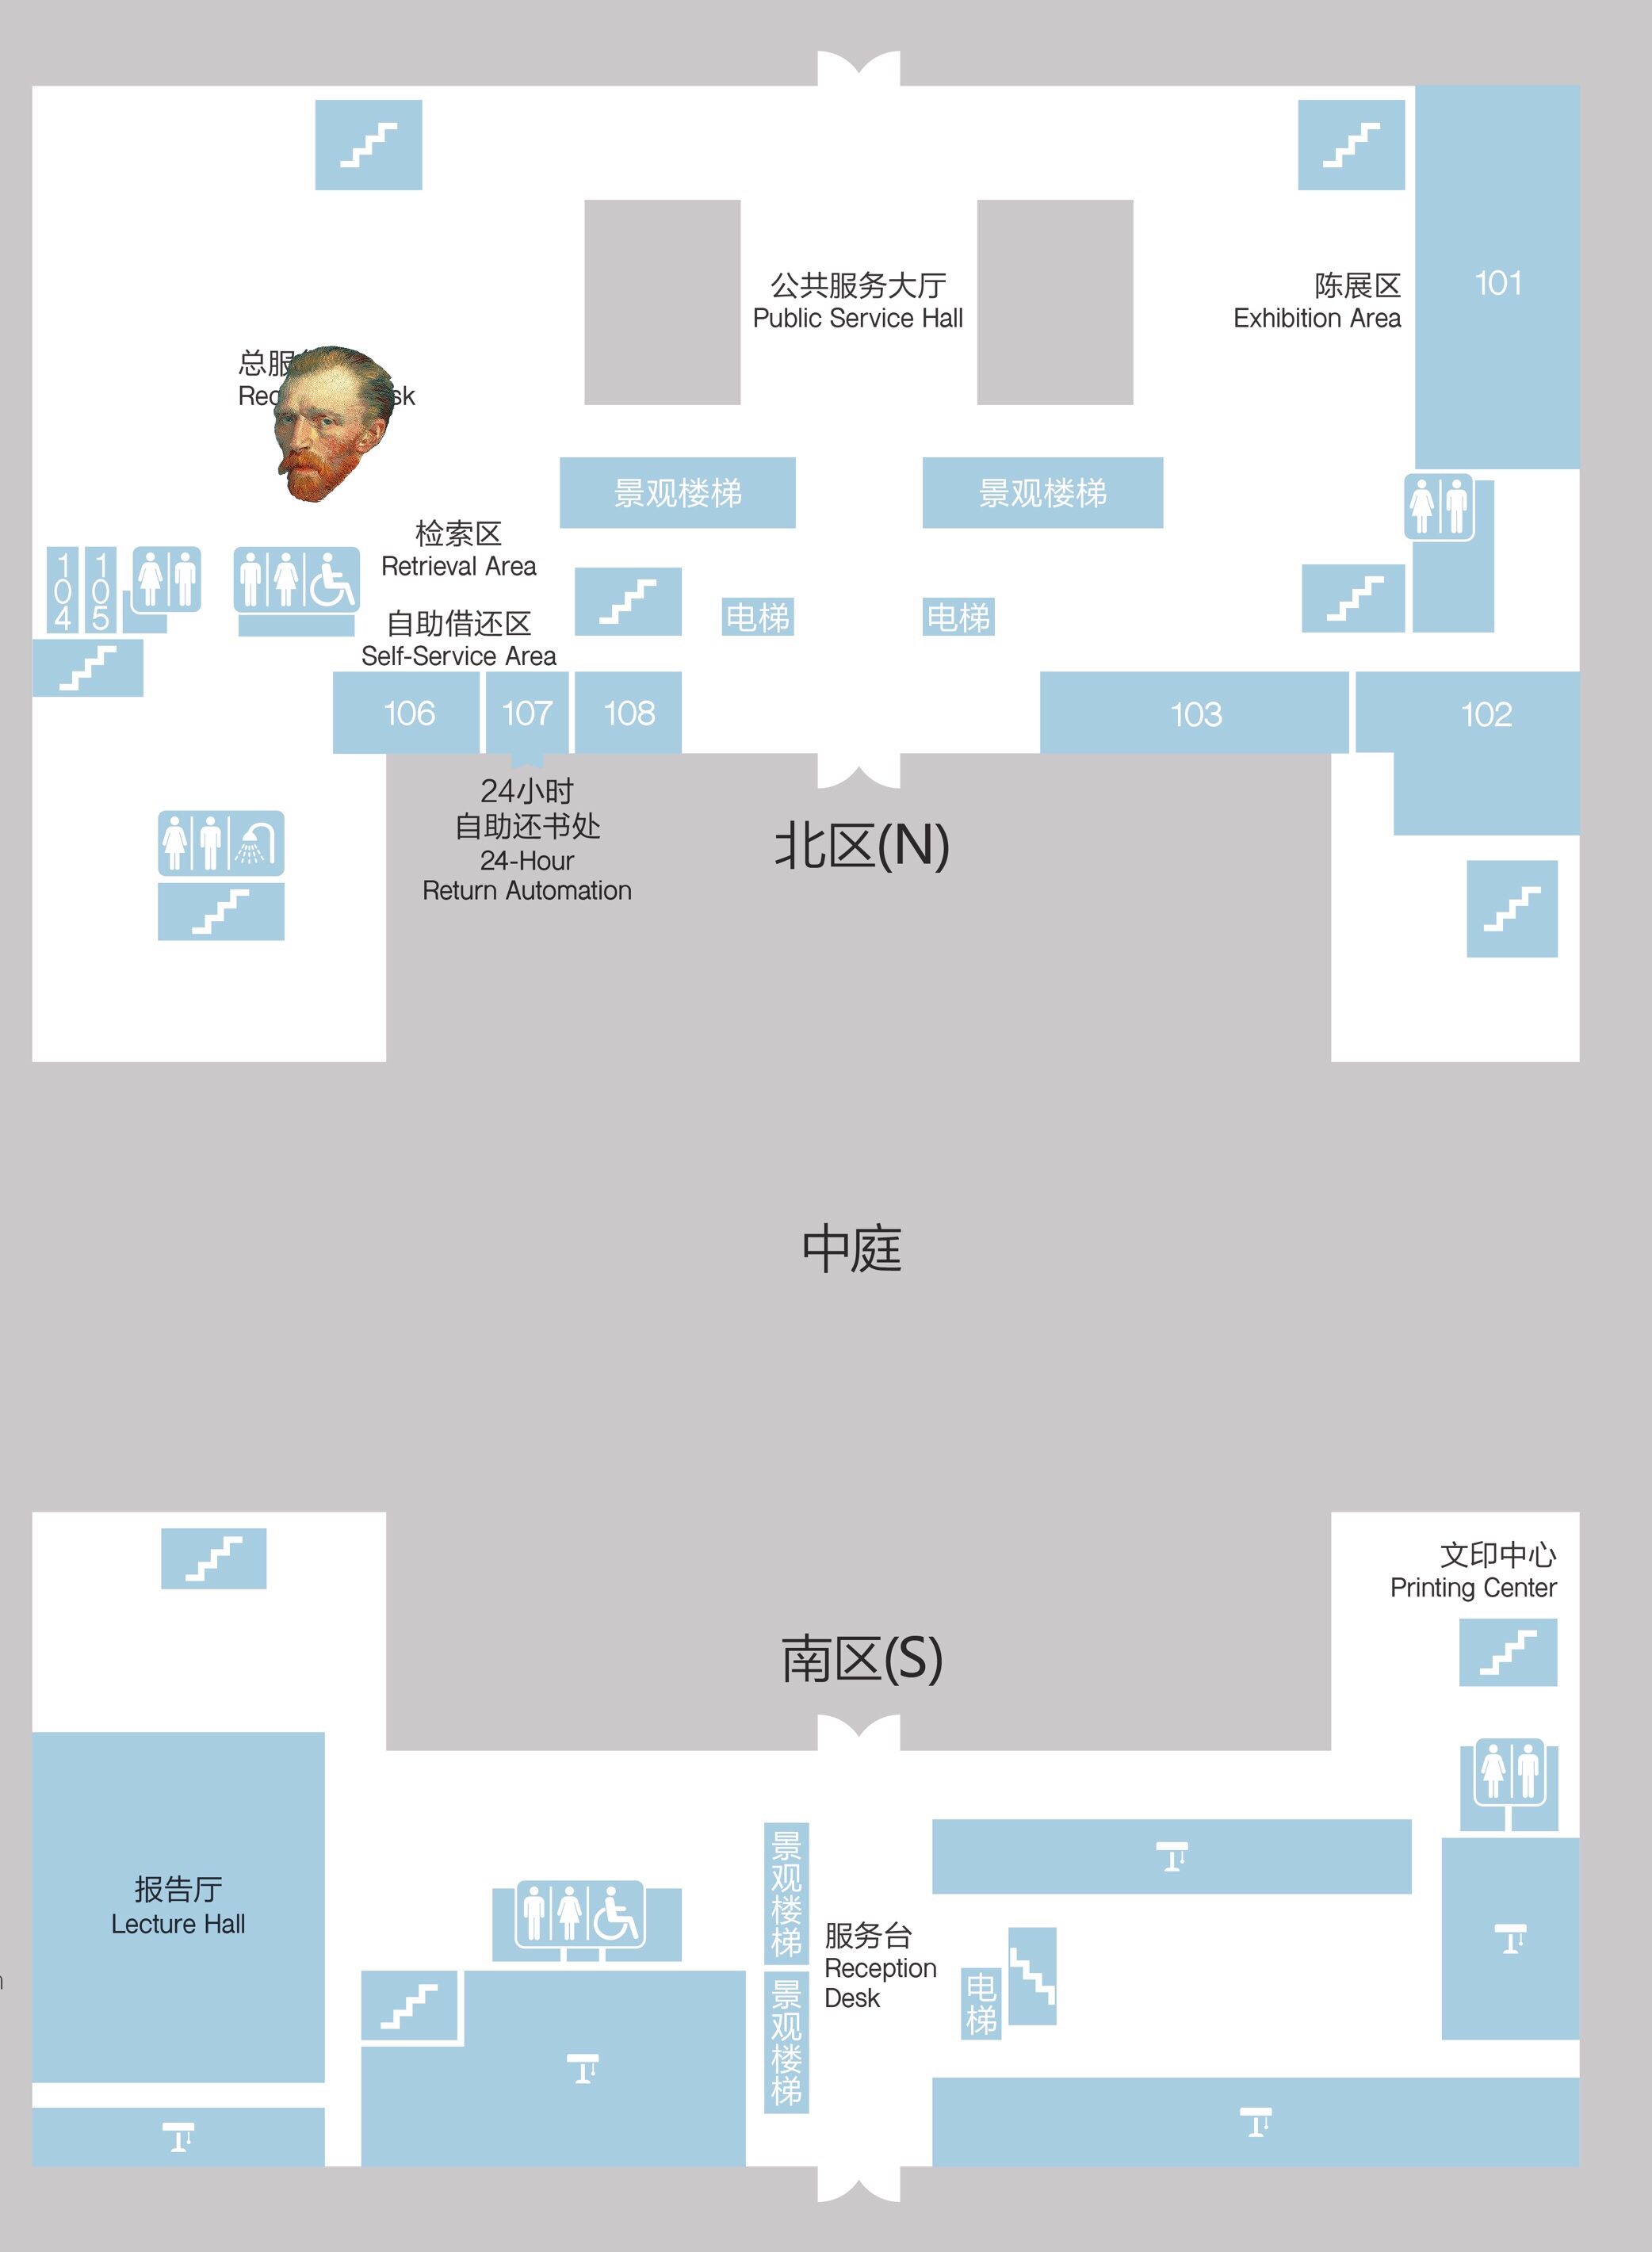 公共服务大厅
Public Service Hall
陈展区
Exhibition Area
101
景观楼梯
景观楼梯
检索区
Retrieval Area
104
105
自助借还区
Self-Service Area
电梯
电梯
106
107
108
103
102
24小时
自助还书处
24-Hour
Return Automation
北区(N)
中庭
文印中心
Printing Center
南区(S)
报告厅
Lecture Hall
景观楼梯
服务台
Reception
Desk
景观楼梯
电梯